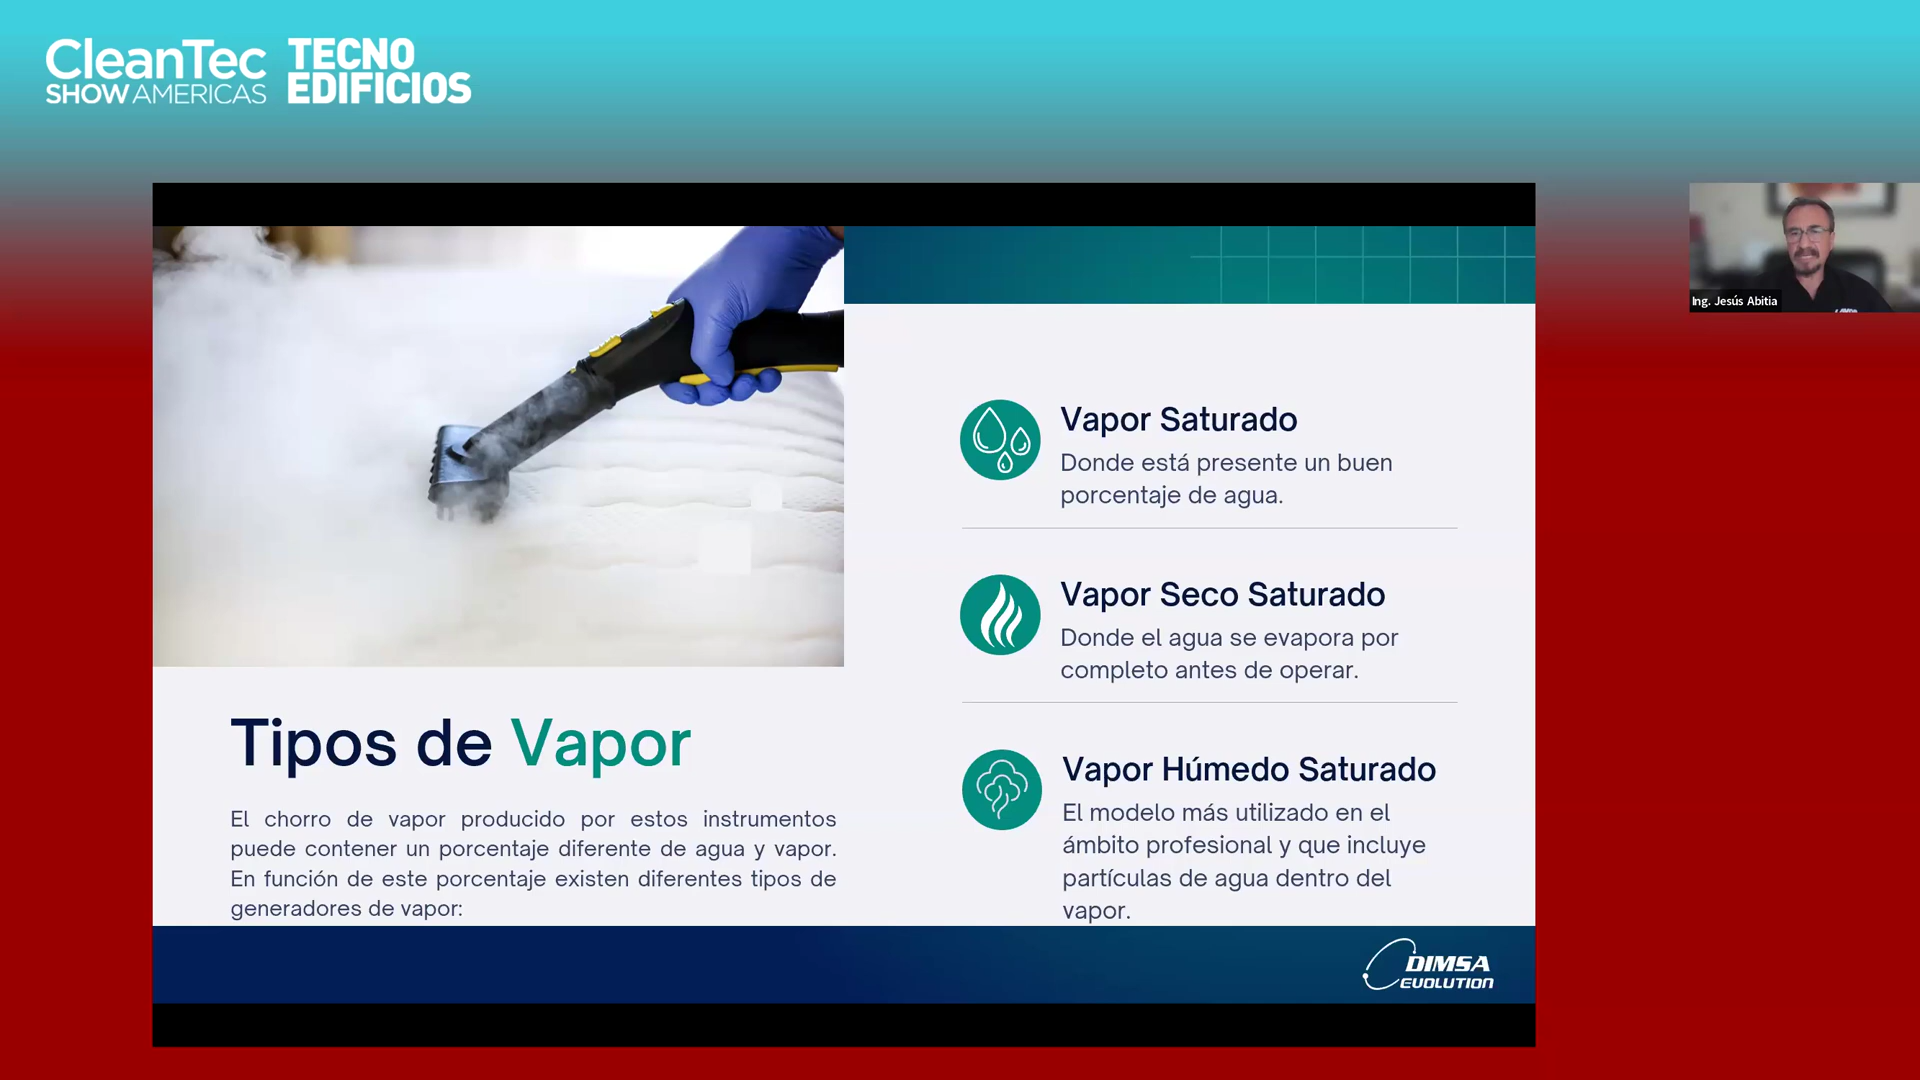 CleanTec
SHOW AMERICAS
TECNO
EDIFICIOS
Ing. Jesús Abitia
Tipos de Vapor
El chorro de vapor producido por estos instrumentos
puede contener un porcentaje diferente de agua y vapor.
En función de este porcentaje existen diferentes tipos de
generadores de vapor:
Vapor Saturado
Donde está presente un buen
porcentaje de agua.
Vapor Seco Saturado
Donde el agua se evapora por
completo antes de operar.
Vapor Húmedo Saturado
El modelo más utilizado en el
ámbito profesional y que incluye
partículas de agua dentro del
vapor.
DIMSA
EVOLUTION